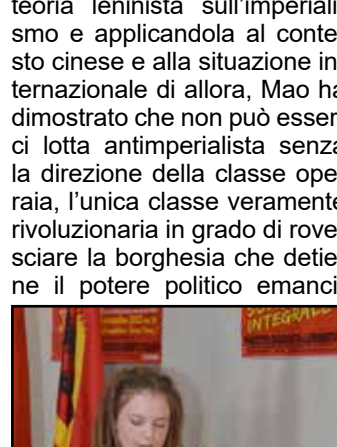 teoria leninista sull'imperiali
smo e applicandola al conte
sto cinese e alla situazione in
ternazionale di allora, Mao ha
dimostrato che non può esser
ci lotta antimperialista senza
la direzione della classe ope
raia, l'unica classe veramente
rivoluzionaria in grado di rove
sciare la borghesia che detie
ne il potere politico emanci
INTEGRALE